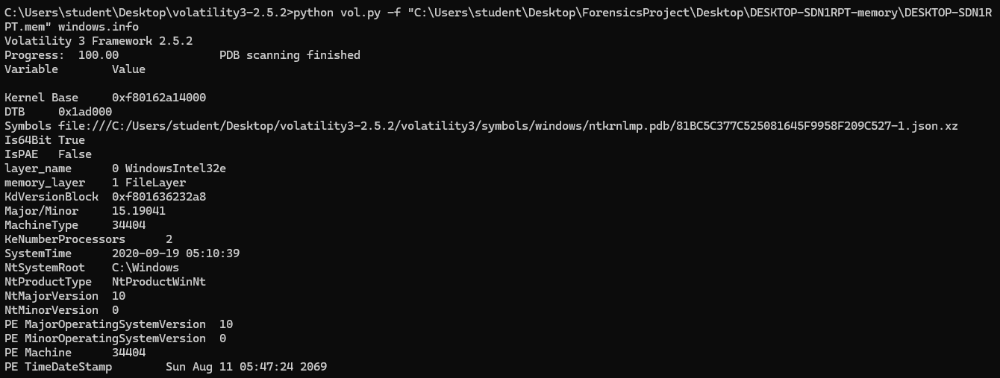 C:\Users\student\Desktop\volatility3-2.5.2>python vol.py -f "C:\Users\student\Desktop\ForensicsProject\Desktop\DESKTOP-SDN1RPT-memory\DESKTOP-SDN1R
PT.mem" windows.info
Volatility 3 Framework 2.5.2
Progress:  100.00               PDB scanning finished
Variable        Value

Kernel Base     0xf80162a14000
DTB     0x1ad000
Symbols file:///C:/Users/student/Desktop/volatility3-2.5.2/volatility3/symbols/windows/ntkrnlmp.pdb/81BC5C377C525081645F9958F209C527-1.json.xz
Is64Bit True
IsPAE   False
layer_name      0 WindowsIntel32e
memory_layer    1 FileLayer
KdVersionBlock  0xf801636232a8
Major/Minor     15.19041
MachineType     34404
KeNumberProcessors      2
SystemTime      2020-09-19 05:10:39
NtSystemRoot    C:\Windows
NtProductType   NtProductWinNt
NtMajorVersion  10
NtMinorVersion  0
PE MajorOperatingSystemVersion  10
PE MinorOperatingSystemVersion  0
PE Machine      34404
PE TimeDateStamp        Sun Aug 11 05:47:24 2069